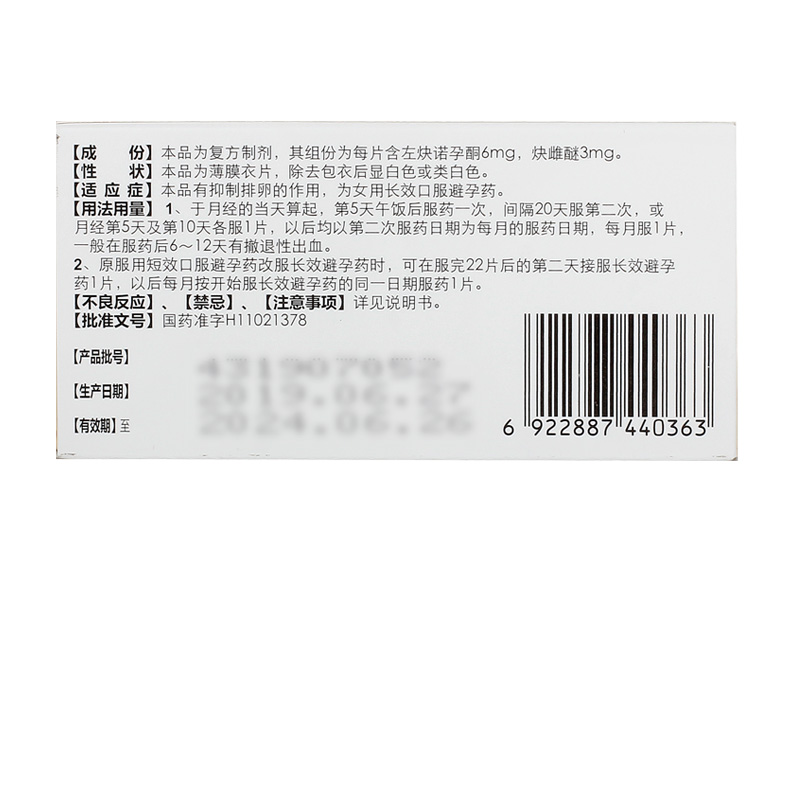 【成　份】本品为复方制剂，其组份为每片含左炔诺孕酮6mg，炔雌醚3mg。
【性　状】本品为薄膜衣片，除去包衣后显白色或类白色。
【适应症】本品有抑制排卵的作用，为女用长效口服避孕药。
【用法用量】1、于月经的当天算起，第5天午饭后服药一次，间隔20天服第二次，或
月经第5天及第10天各服1片，以后均以第二次服药日期为每月的服药日期，每月服1片，
一般在服药后6～12天有撤退性出血。
2、原服用短效口服避孕药改服长效避孕药时，可在服完22片后的第二天接服长效避孕
药1片，以后每月按开始服长效避孕药的同一日期服药1片。
【不良反应】、【禁忌】、【注意事项】详见说明书。
【批准文号】国药准字H11021378
【产品批号】431907052
【生产日期】2019.06.27
【有效期】至 2024.06.26
6 922887 440363